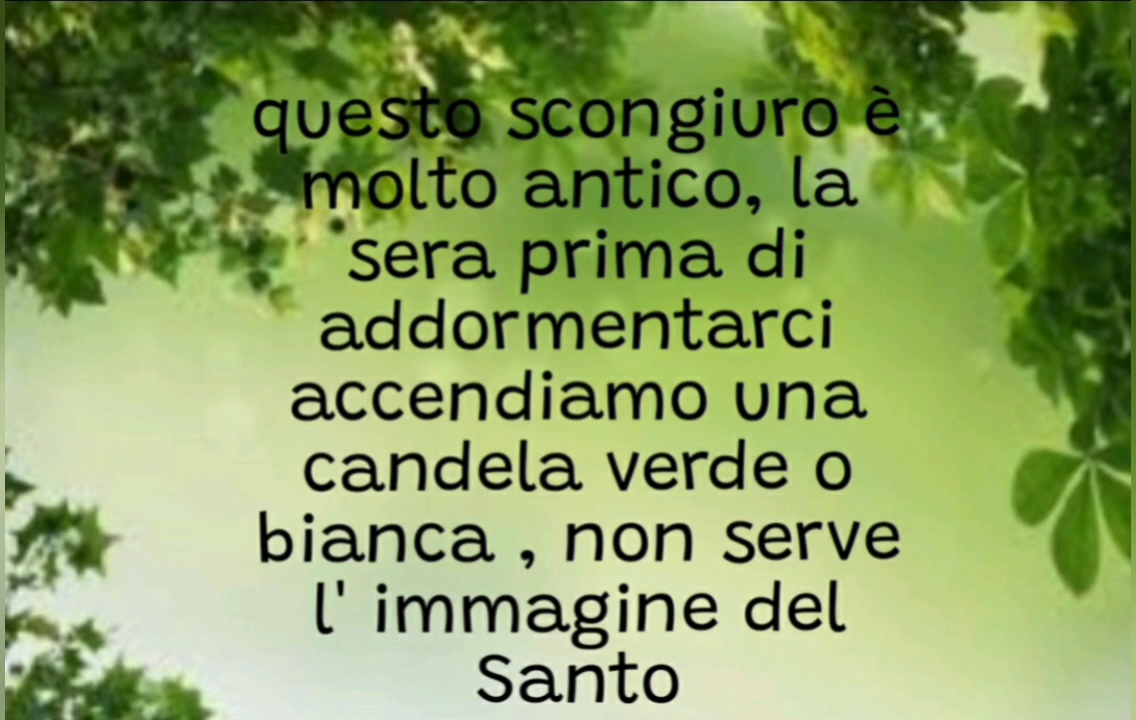 questo scongiuro è
molto antico, la
sera prima di
addormentarci
accendiamo una
candela verde o
bianca , non serve
l' immagine del
Santo